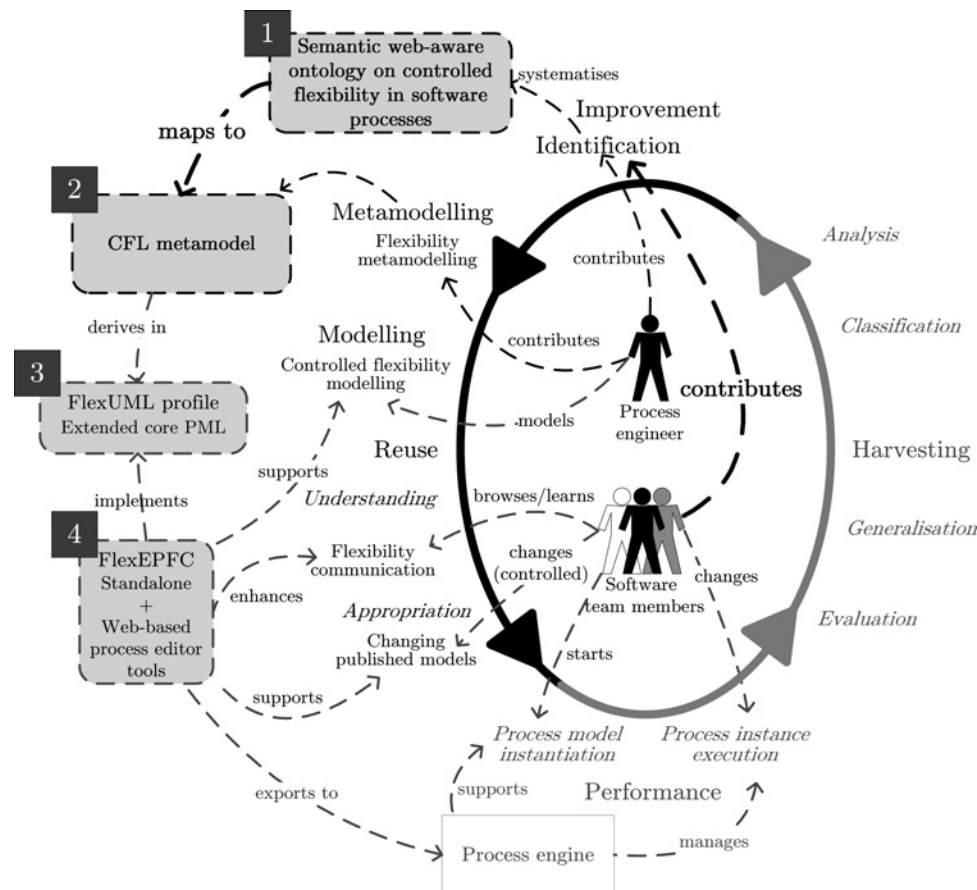 1
Semantic web-aware
ontology on controlled
flexibility in software
processes
systematises
Improvement
Identification
maps to
2
CFL metamodel
Metamodelling
Flexibility
metamodelling
contributes
Analysis
derives in
Modelling
Controlled flexibility
modelling
contributes
Classification
3
FlexUML profile
Extended core PML
models
Process
engineer
contributes
Reuse
Harvesting
implements
supports
Understanding
browses/learns
4
FlexEPFC
Standalone
+
Web-based
process editor
tools
enhances
Flexibility
communication
changes
(controlled)
Software
team members
changes
Generalisation
Appropriation
Changing
published models
Evaluation
supports
starts
Process model
instantiation
Process instance
execution
exports to
supports
Performance
Process engine
manages